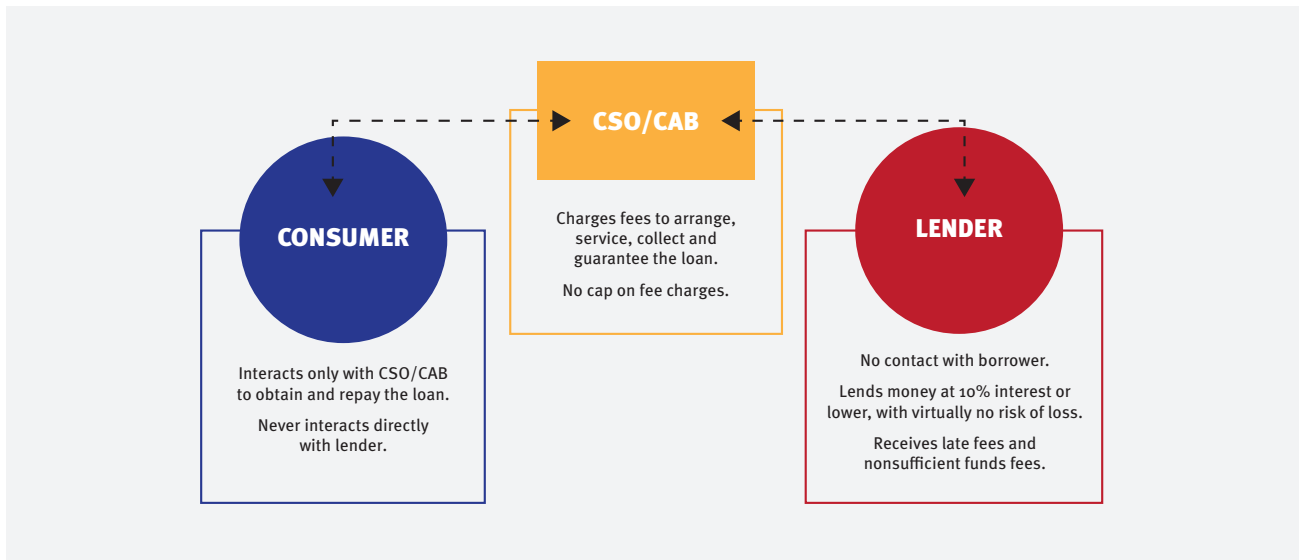 CSO/CAB
Charges fees to arrange,
service, collect and
guarantee the loan.
No cap on fee charges.
CONSUMER
Interacts only with CSO/CAB
to obtain and repay the loan.
Never interacts directly
with lender.
LENDER
No contact with borrower.
Lends money at 10% interest or
lower, with virtually no risk of loss.
Receives late fees and
nonsufficient funds fees.